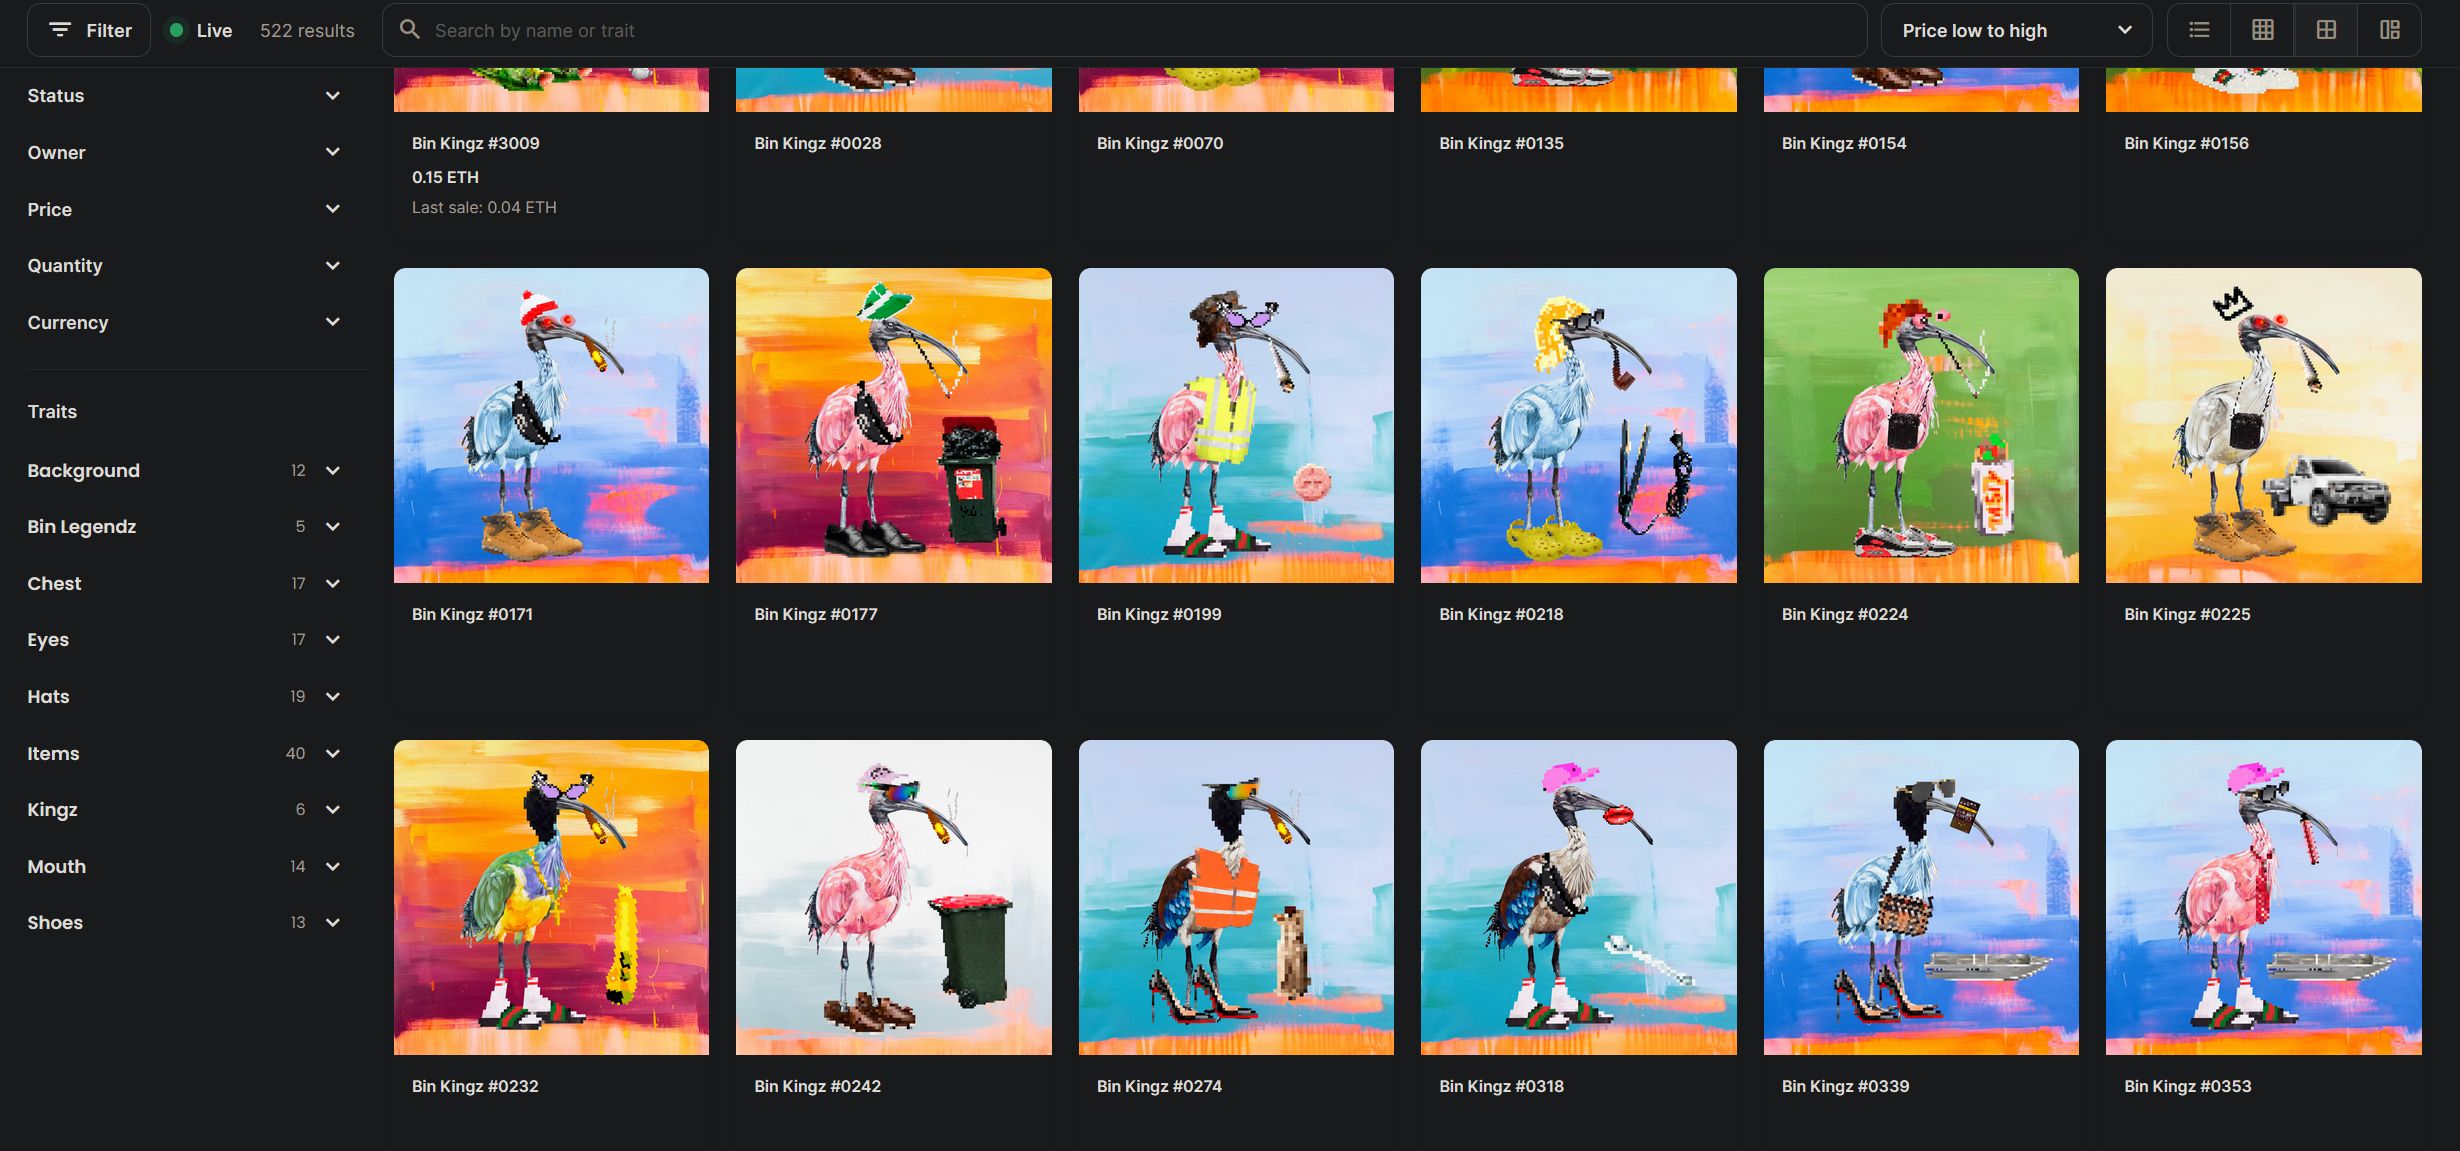 Filter
Live
522 results
Search by name or trait
Price low to high
Status
Owner
Price
Quantity
Currency
Traits
Background 12
Bin Legendz 5
Chest 17
Eyes 17
Hats 19
Items 40
Kingz 6
Mouth 14
Shoes 13
Bin Kingz #3009
0.15 ETH
Last sale: 0.04 ETH
Bin Kingz #0028
Bin Kingz #0070
Bin Kingz #0135
Bin Kingz #0154
Bin Kingz #0156
Bin Kingz #0171
Bin Kingz #0177
Bin Kingz #0199
Bin Kingz #0218
Bin Kingz #0224
Bin Kingz #0225
Bin Kingz #0232
Bin Kingz #0242
Bin Kingz #0274
Bin Kingz #0318
Bin Kingz #0339
Bin Kingz #0353